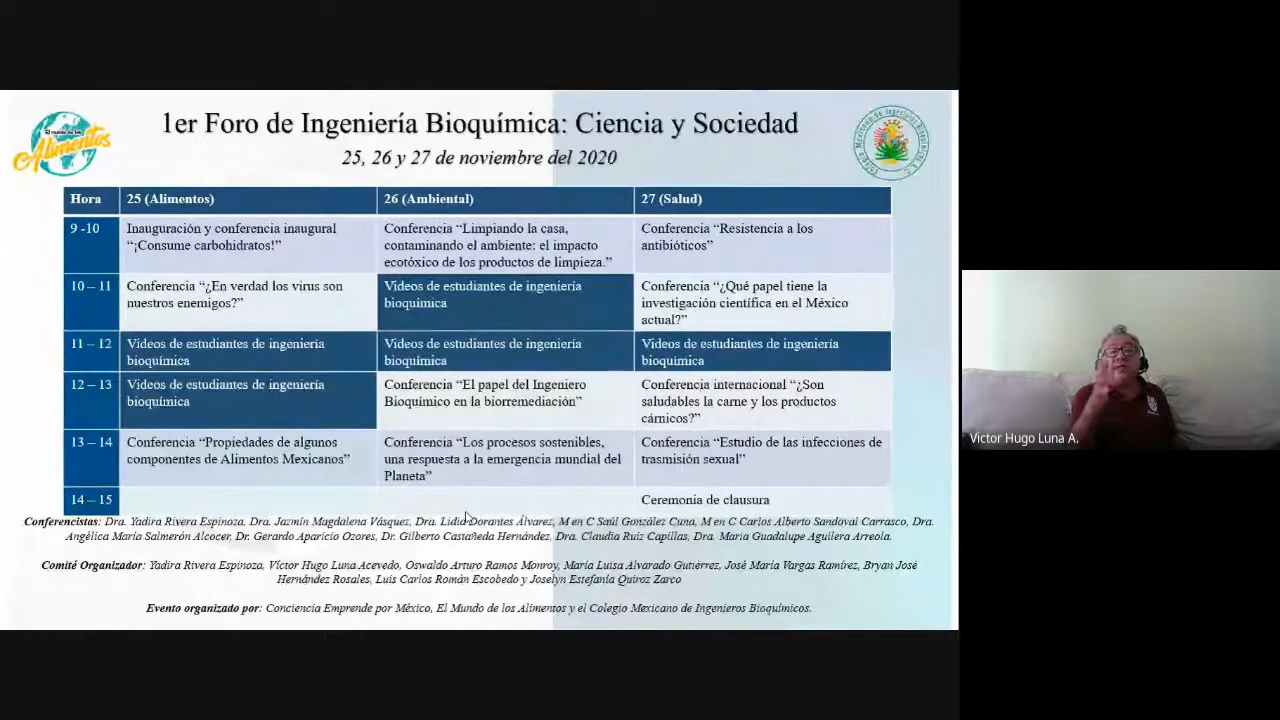 El mundo de los
Alimentos
1er Foro de Ingeniería Bioquímica: Ciencia y Sociedad
25, 26 y 27 de noviembre del 2020
Colegio Mexicano de Ingenieros Bioquímicos A.C.
Hora
25 (Alimentos)
26 (Ambiental)
27 (Salud)
9 -10
Inauguración y conferencia inaugural
“¡Consume carbohidratos!”
Conferencia “Limpiando la casa,
contaminando el ambiente: el impacto
ecotóxico de los productos de limpieza.”
Conferencia “Resistencia a los
antibióticos”
10 – 11
Conferencia “¿En verdad los virus son
nuestros enemigos?”
Videos de estudiantes de ingeniería
bioquímica
Conferencia “¿Qué papel tiene la
investigación científica en el México
actual?”
11 – 12
Videos de estudiantes de ingeniería
bioquímica
Videos de estudiantes de ingeniería
bioquímica
Videos de estudiantes de ingeniería
bioquímica
12 – 13
Videos de estudiantes de ingeniería
bioquímica
Conferencia “El papel del Ingeniero
Bioquímico en la biorremediación”
Conferencia internacional “¿Son
saludables la carne y los productos
cárnicos?”
13 – 14
Conferencia “Propiedades de algunos
componentes de Alimentos Mexicanos”
Conferencia “Los procesos sostenibles,
una respuesta a la emergencia mundial del
Planeta”
Conferencia “Estudio de las infecciones de
trasmisión sexual”
14 – 15
Ceremonia de clausura
Conferencistas: Dra. Yadira Rivera Espinoza, Dra. Jazmín Magdalena Vásquez, Dra. Lidia Dorantes Álvarez, M en C Saúl González Cuna, M en C Carlos Alberto Sandoval Carrasco, Dra.
Angélica María Salmerón Alcocer, Dr. Gerardo Aparicio Ozores, Dr. Gilberto Castañeda Hernández, Dra. Claudia Ruiz Capillas, Dra. Maria Guadalupe Aguilera Arreola.
Comité Organizador: Yadira Rivera Espinoza, Víctor Hugo Luna Acevedo, Oswaldo Arturo Ramos Monroy, María Luisa Alvarado Gutiérrez, José María Vargas Ramírez, Bryan José
Hernández Rosales, Luis Carlos Román Escobedo y Joselyn Estefanía Quiroz Zarco
Evento organizado por: Conciencia Emprende por México, El Mundo de los Alimentos y el Colegio Mexicano de Ingenieros Bioquímicos.
Victor Hugo Luna A.